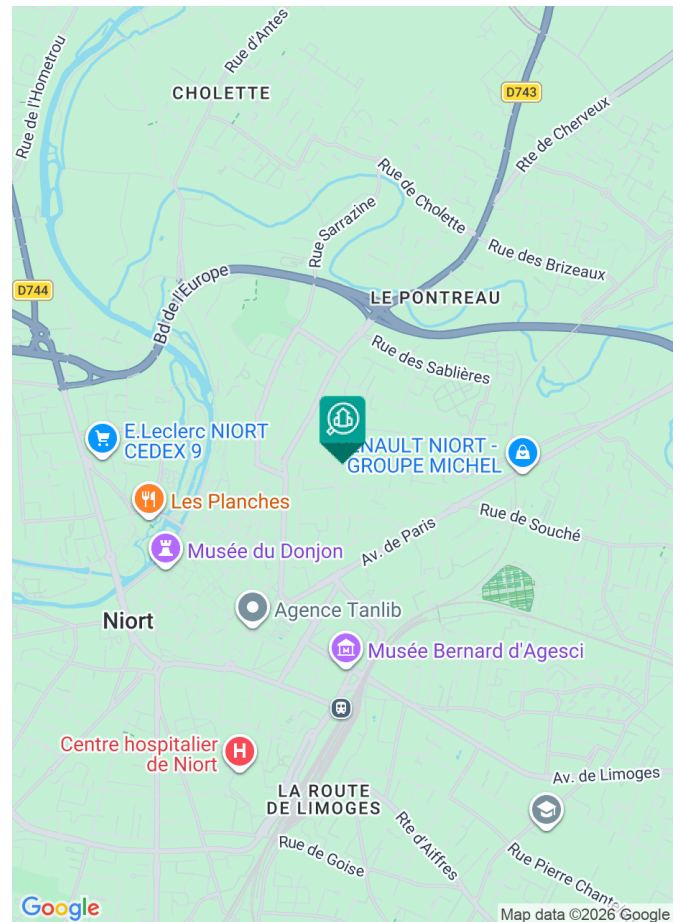 Rue d'Antes
Rue de l'Hometrou
CHOLETTE
D743
Rte de Cherveux
Rue de Cholette
Rue Sarrazine
Rue des Brizeaux
D744
Bd de l'Europe
LE PONTREAU
Rue des Sablières
E.Leclerc NIORT
CEDEX 9
NAULT NIORT -
GROUPE MICHEL
Les Planches
Rue de Souché
Av. de Paris
Musée du Donjon
Agence Tanlib
Niort
Musée Bernard d'Agesci
Centre hospitalier
de Niort
H
Av. de Limoges
LA ROUTE
DE LIMOGES
Rte d'Aiffres
Rue de Goise
Rue Pierre Chante
Google
Map data ©2026 Google